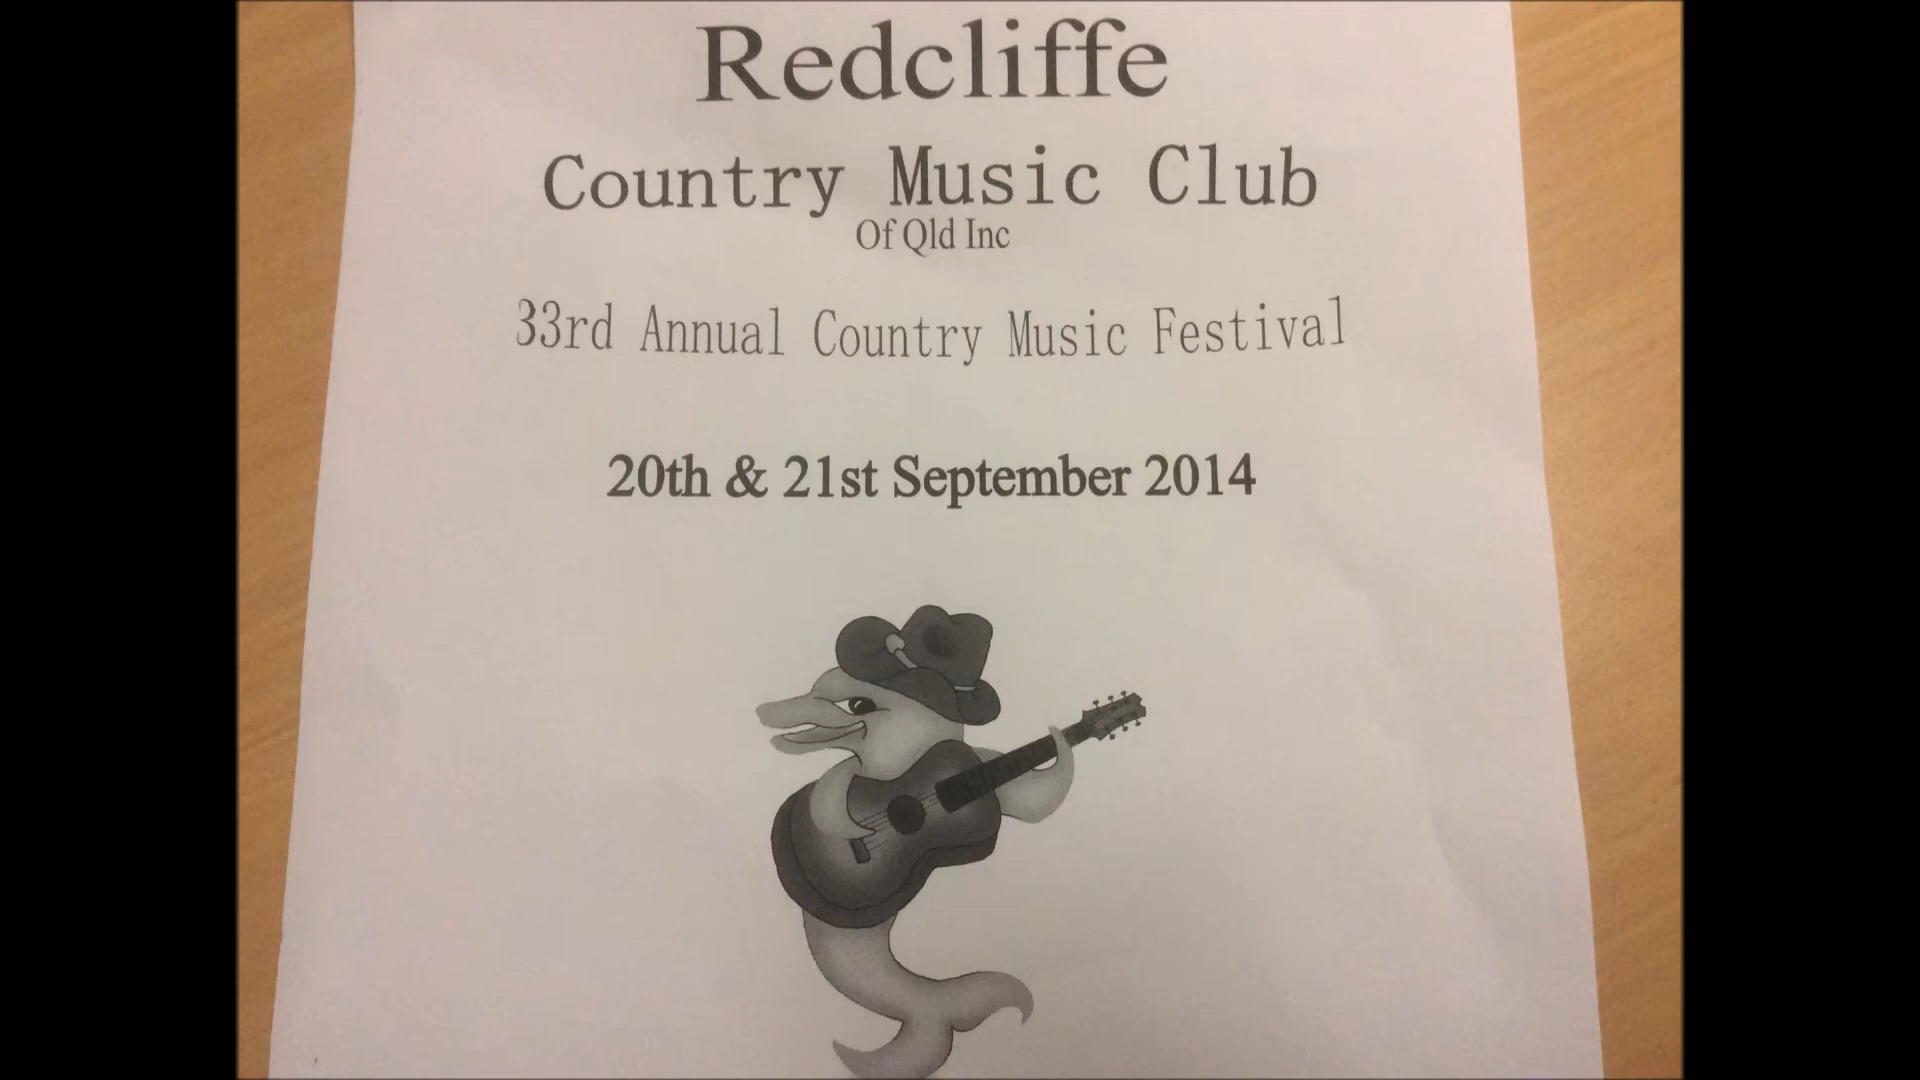 Redcliffe
Country Music Club
Of Qld Inc
33rd Annual Country Music Festival
20th & 21st September 2014